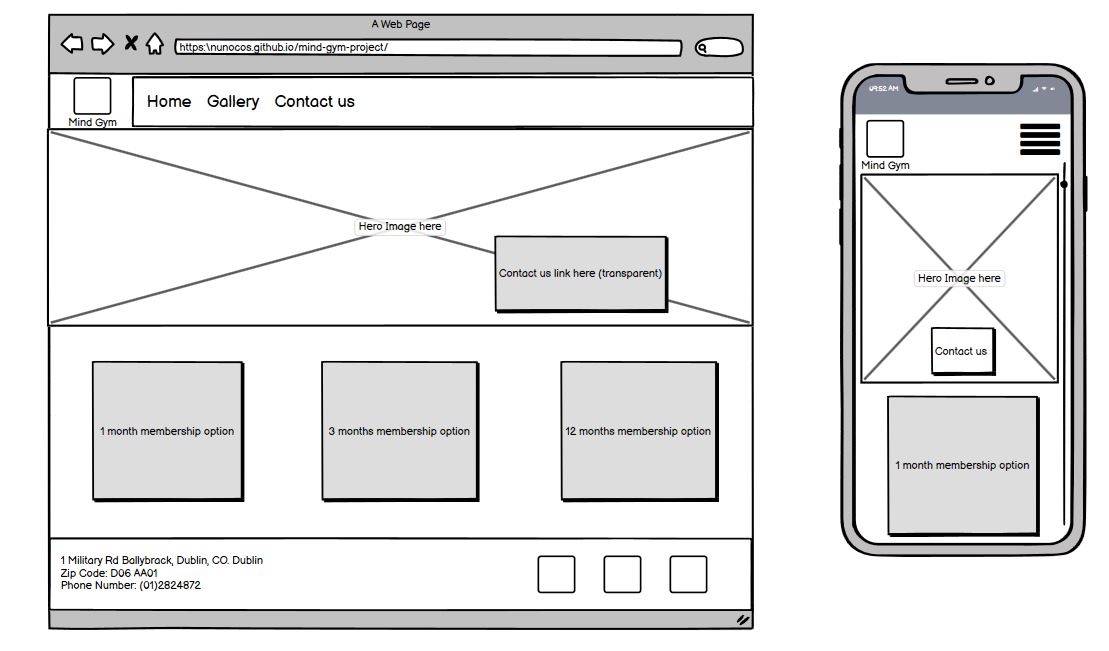 A Web Page
https:\nunocos.github.io/mind-gym-project/
Mind Gym
Home Gallery Contact us
Hero Image here
Contact us link here (transparent)
1 month membership option
3 months membership option
12 months membership option
1 Military Rd Ballybrack, Dublin, CO. Dublin
Zip Code: D06 AA01
Phone Number: (01)2824872
09:52 AM
Mind Gym
Hero Image here
Contact us
1 month membership option